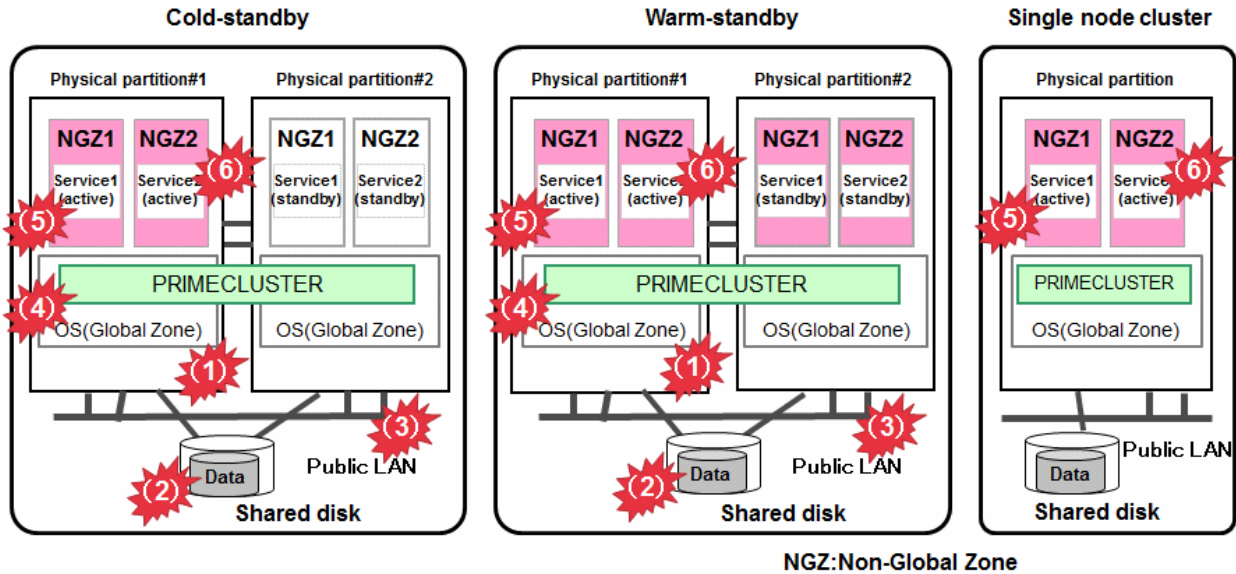 Cold-standby
Physical partition#1
Physical partition#2
NGZ1
NGZ2
NGZ1
NGZ2
(6)
Service1
(active)
Service2
(active)
Service1
(standby)
Service2
(standby)
(5)
PRIMECLUSTER
(4)
OS(Global Zone)
OS(Global Zone)
(1)
(3)
Public LAN
Data
(2)
Shared disk
Warm-standby
Physical partition#1
Physical partition#2
NGZ1
NGZ2
NGZ1
NGZ2
(6)
Service1
(active)
Service2
(active)
Service1
(standby)
Service2
(standby)
(5)
PRIMECLUSTER
(4)
OS(Global Zone)
OS(Global Zone)
(1)
(3)
Public LAN
Data
(2)
Shared disk
Single node cluster
Physical partition
NGZ1
NGZ2
(6)
Service1
(active)
Service2
(active)
(5)
PRIMECLUSTER
OS(Global Zone)
Public LAN
Data
Shared disk
NGZ:Non-Global Zone